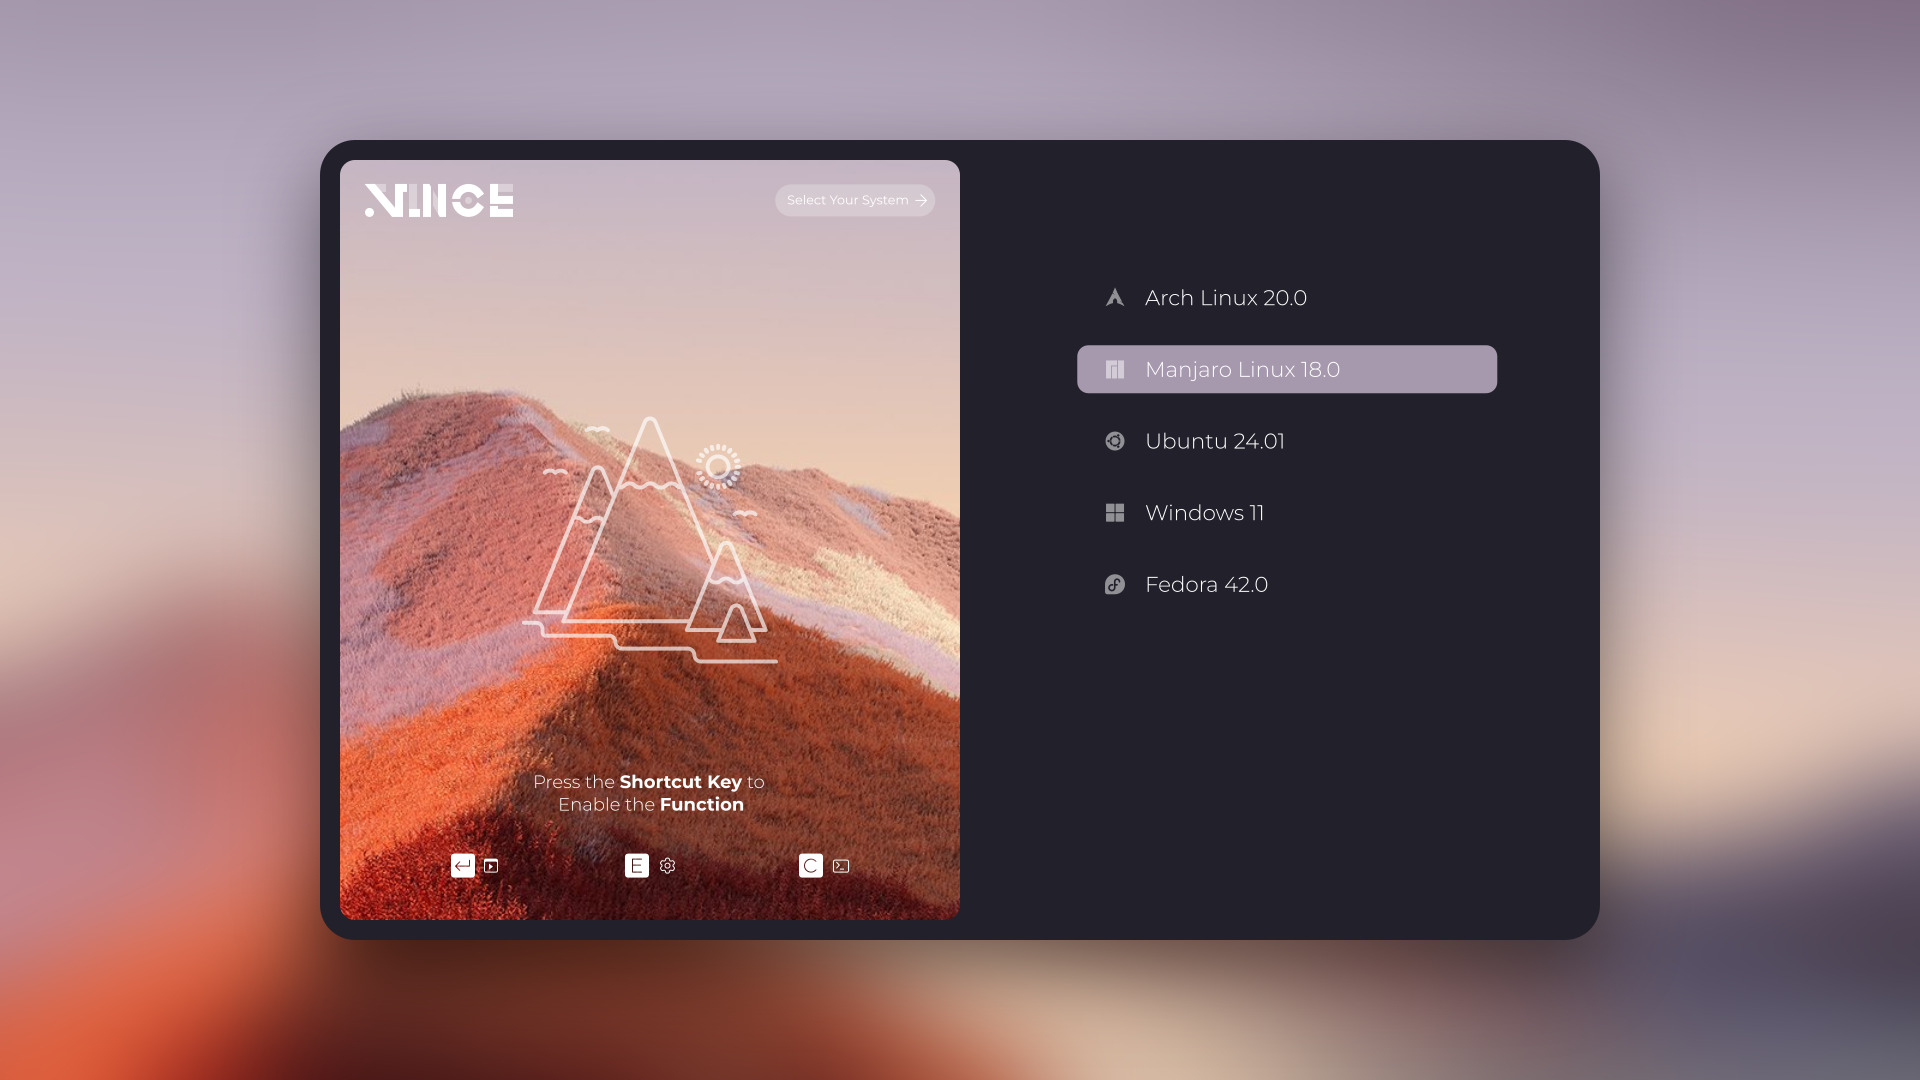 VINCE
Select Your System
Press the Shortcut Key to
Enable the Function
E
C
Arch Linux 20.0
Manjaro Linux 18.0
Ubuntu 24.01
Windows 11
Fedora 42.0